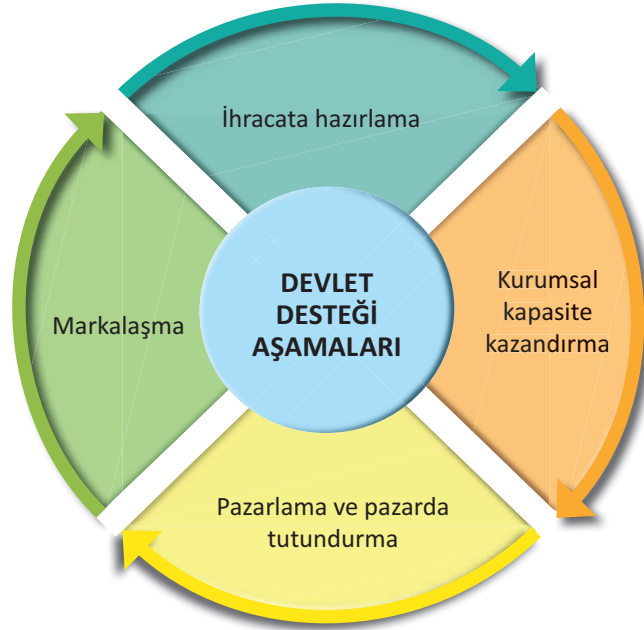 İhracata hazırlama
DEVLET
DESTEĞİ
AŞAMALARI
Kurumsal
kapasite
kazandırma
Pazarlama ve pazarda
tutundurma
Markalaşma